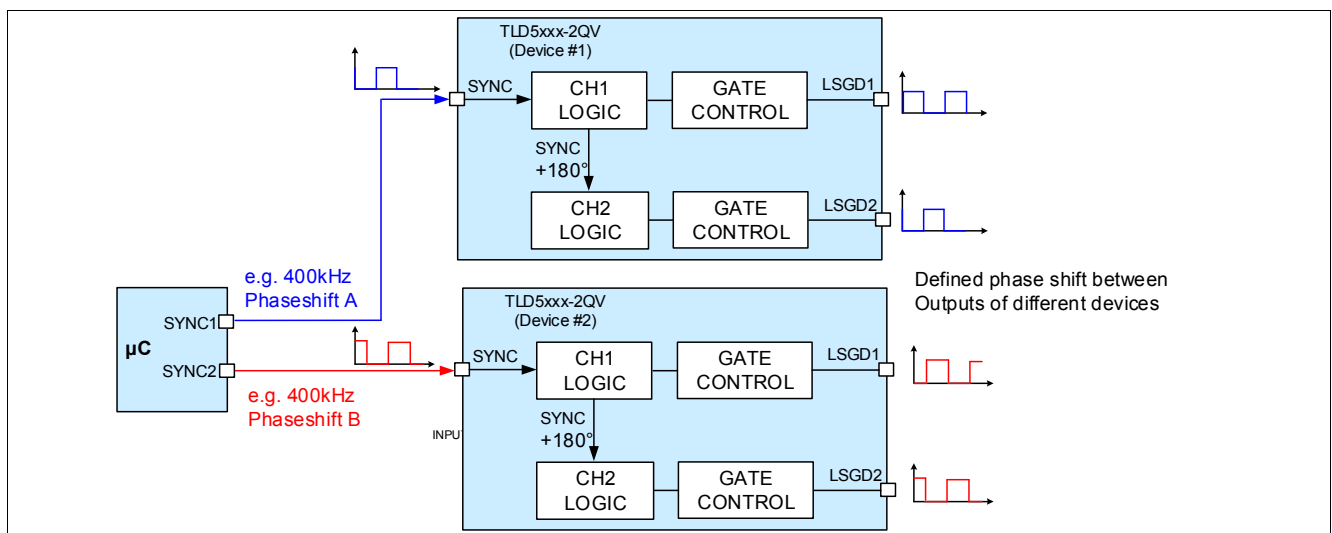 TLD5xxx-2QV
(Device #1)
SYNC
CH1
LOGIC
GATE
CONTROL
LSGD1
SYNC
+180°
CH2
LOGIC
GATE
CONTROL
LSGD2
e.g. 400kHz
Phaseshift A
Defined phase shift between
Outputs of different devices
µC
SYNC1
SYNC2
e.g. 400kHz
Phaseshift B
TLD5xxx-2QV
(Device #2)
SYNC
CH1
LOGIC
GATE
CONTROL
LSGD1
INPUT
SYNC
+180°
CH2
LOGIC
GATE
CONTROL
LSGD2